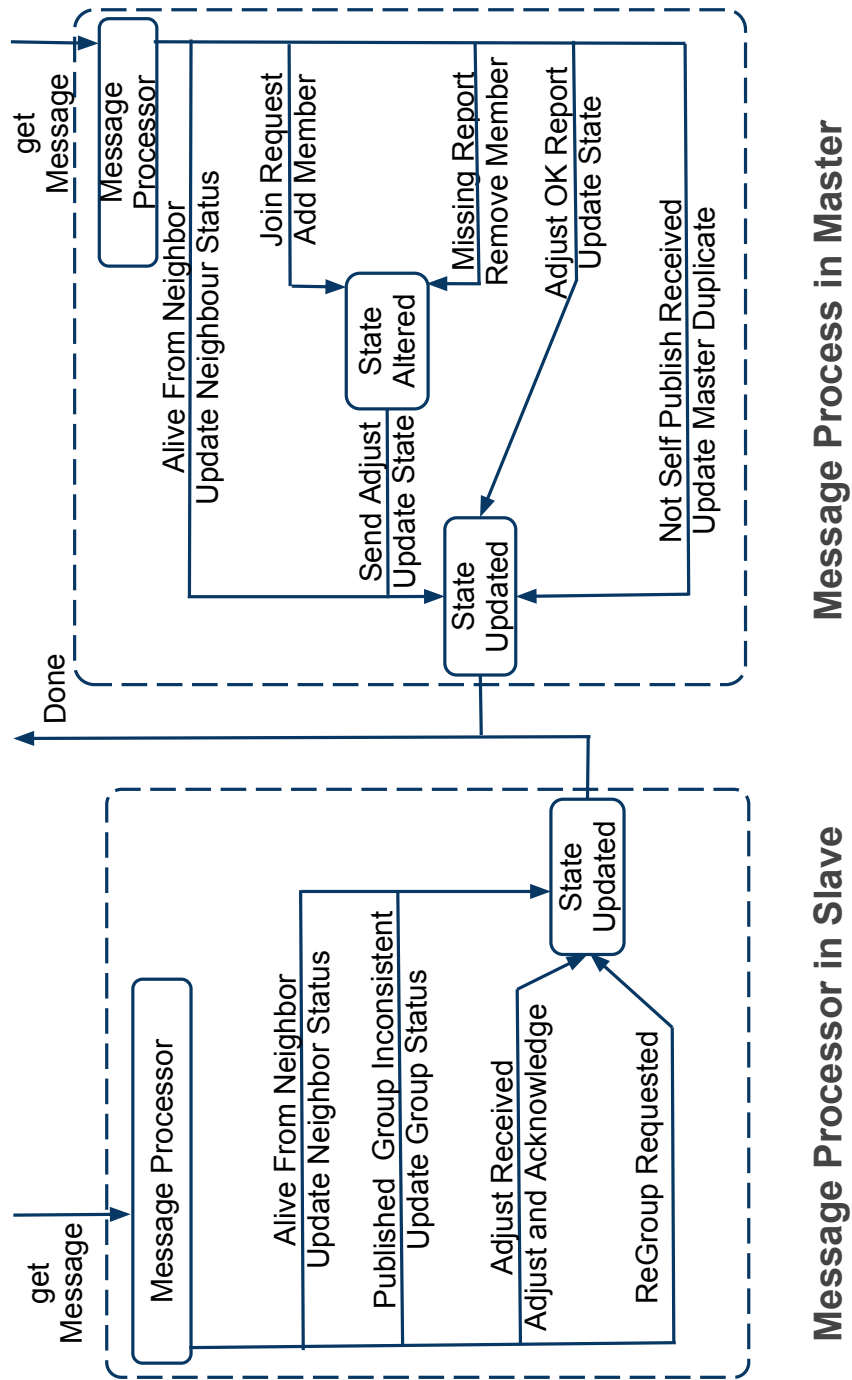 get
Message
Message Processor
Alive From Neighbor
Update Neighbor Status
Published Group Inconsistent
Update Group Status
Adjust Received
Adjust and Acknowledge
ReGroup Requested
State
Updated
Message Processor in Slave
Done
get
Message
Message
Processor
Alive From Neighbor
Update Neighbour Status
Join Request
Add Member
State
Altered
Missing Report
Remove Member
Send Adjust
Update State
Adjust OK Report
Update State
State
Updated
Not Self Publish Received
Update Master Duplicate
Message Process in Master